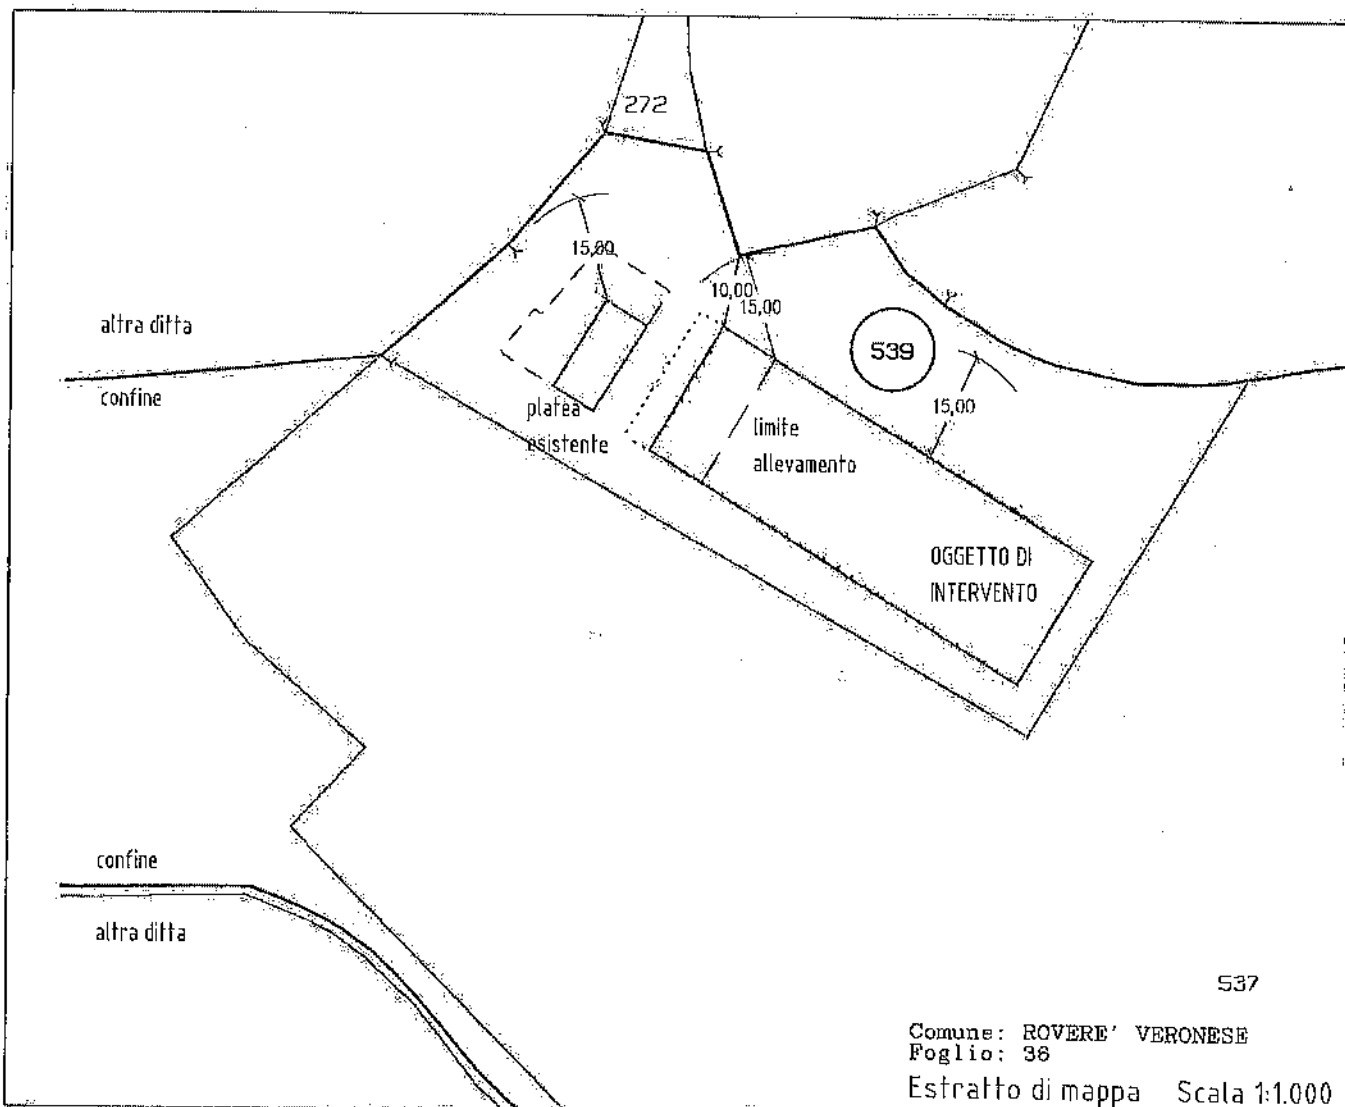 272
15,00
10,00
15,00
altra ditta
confine
539
15,00
platea
esistente
limite
allevamento
OGGETTO DI
INTERVENTO
confine
altra ditta
537
Comune: ROVERE' VERONESE
Foglio: 36
Estratto di mappa Scala 1:1.000